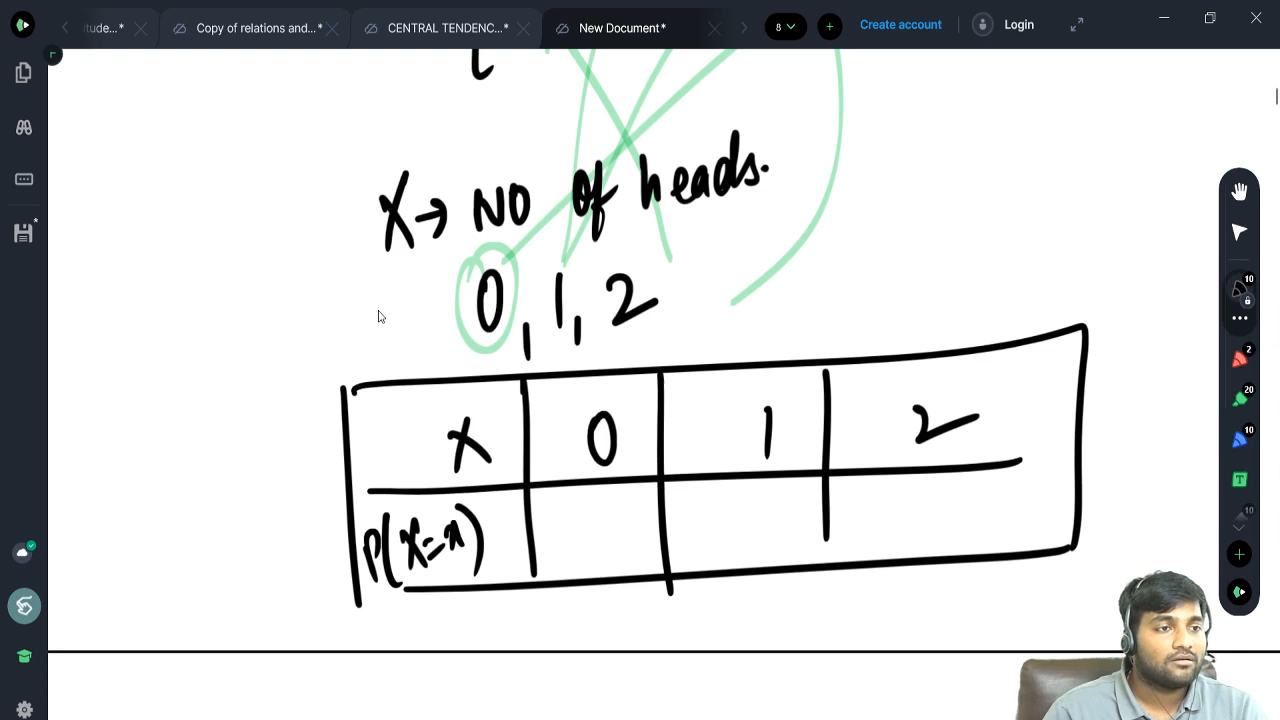 itude...*
Copy of relations and...*
CENTRAL TENDENC...*
New Document*
8
Create account
Login
X → NO of heads.
0, 1, 2
X 0 1 2
P(X=x)
10
2
20
10
T
10